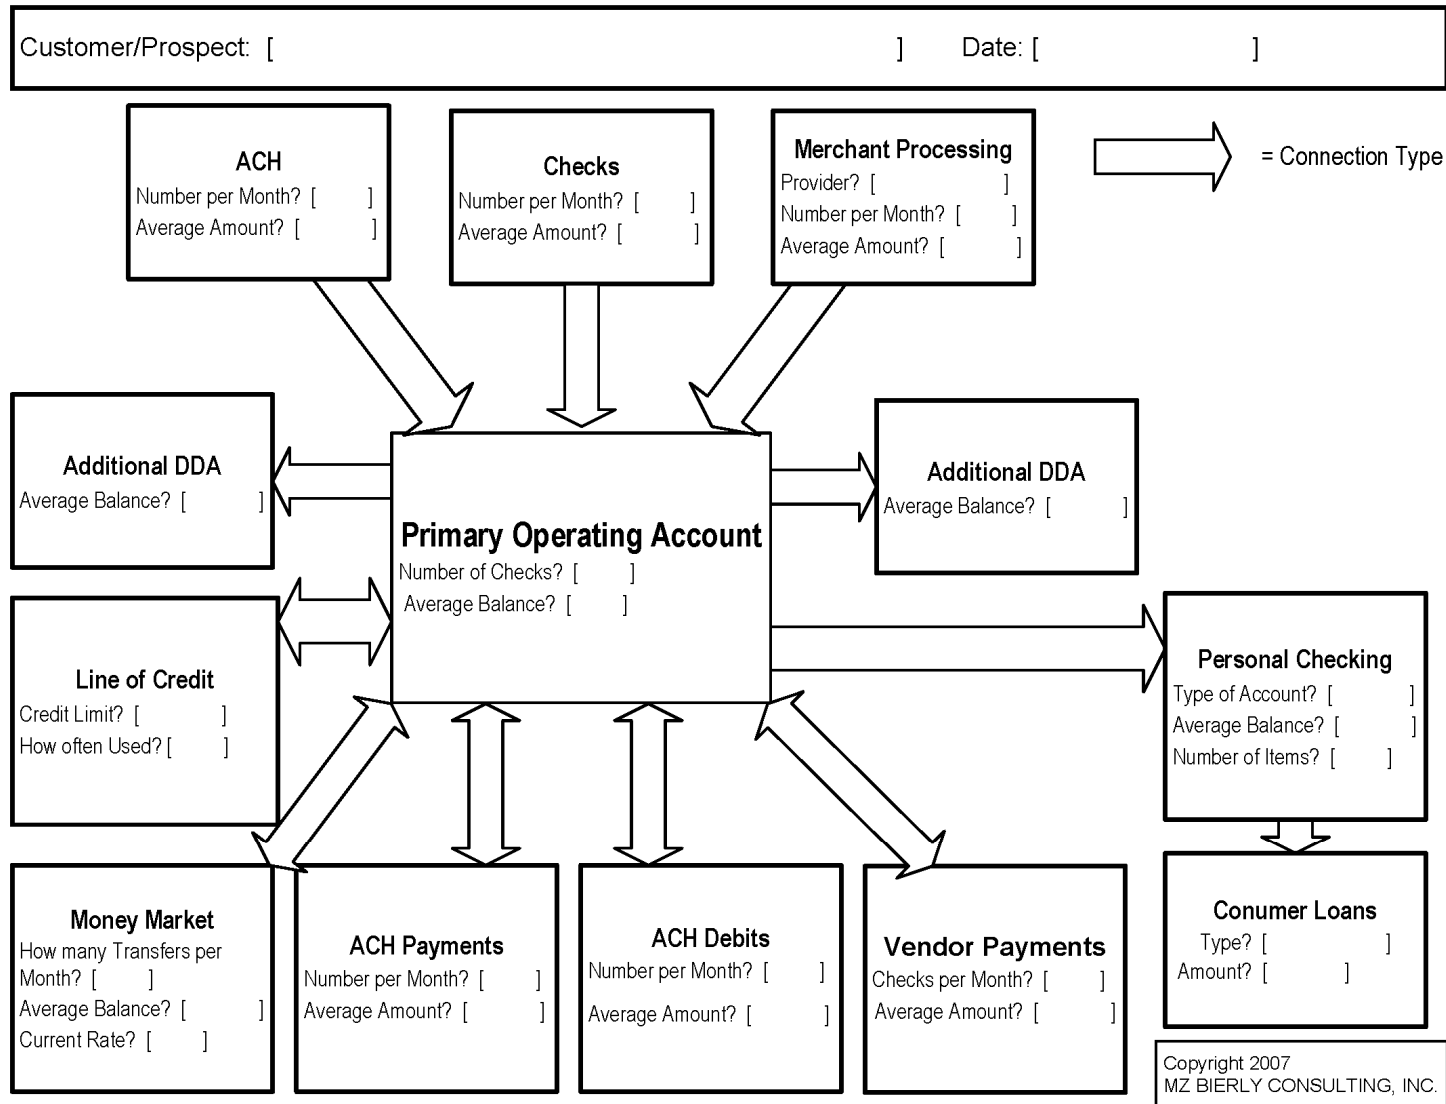 Customer/Prospect: [ ] Date: [ ]
ACH
Number per Month? [ ]
Average Amount? [ ]
Checks
Number per Month? [ ]
Average Amount? [ ]
Merchant Processing
Provider? [ ]
Number per Month? [ ]
Average Amount? [ ]
= Connection Type
Additional DDA
Average Balance? [ ]
Primary Operating Account
Number of Checks? [ ]
Average Balance? [ ]
Additional DDA
Average Balance? [ ]
Line of Credit
Credit Limit? [ ]
How often Used? [ ]
Personal Checking
Type of Account? [ ]
Average Balance? [ ]
Number of Items? [ ]
Money Market
How many Transfers per
Month? [ ]
Average Balance? [ ]
Current Rate? [ ]
ACH Payments
Number per Month? [ ]
Average Amount? [ ]
ACH Debits
Number per Month? [ ]
Average Amount? [ ]
Vendor Payments
Checks per Month? [ ]
Average Amount? [ ]
Conumer Loans
Type? [ ]
Amount? [ ]
Copyright 2007
MZ BIERLY CONSULTING, INC.